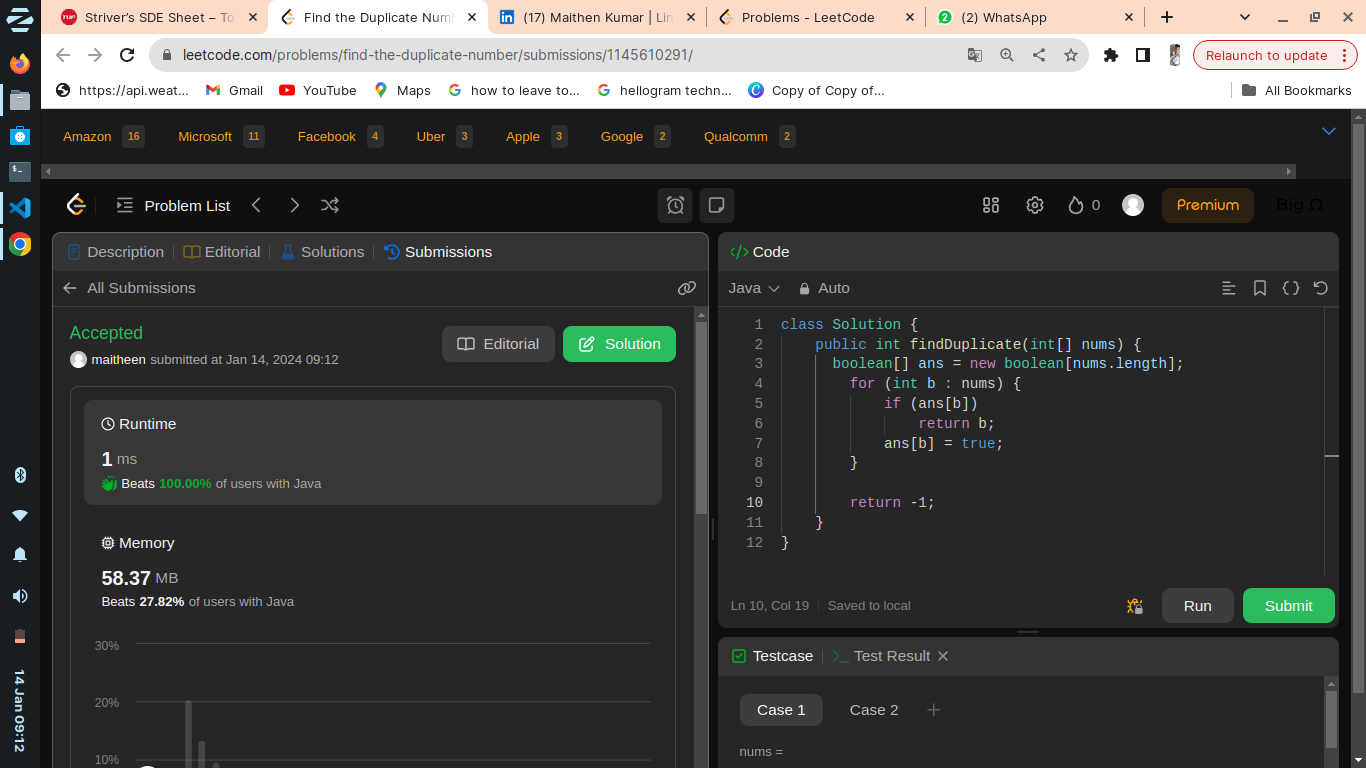 TUF Striver's SDE Sheet – To
Find the Duplicate Num
in (17) Maithen Kumar | Lin
Problems - LeetCode
2 (2) WhatsApp
leetcode.com/problems/find-the-duplicate-number/submissions/1145610291/
Relaunch to update
https://api.weat...
Gmail
YouTube
Maps
how to leave to...
hellogram techn...
Copy of Copy of...
All Bookmarks
Amazon 16 Microsoft 11 Facebook 4 Uber 3 Apple 3 Google 2 Qualcomm 2
Problem List
0
Premium
Big Ω
Description | Editorial | Solutions | Submissions
All Submissions
Accepted
maitheen submitted at Jan 14, 2024 09:12
Editorial
Solution
Runtime
1 ms
Beats 100.00% of users with Java
Memory
58.37 MB
Beats 27.82% of users with Java
30%
20%
10%
</> Code
Java
Auto
1 class Solution {
2 public int findDuplicate(int[] nums) {
3 boolean[] ans = new boolean[nums.length];
4 for (int b : nums) {
5 if (ans[b])
6 return b;
7 ans[b] = true;
8 }
9
10 return -1;
11 }
12 }
Ln 10, Col 19 | Saved to local
Run
Submit
Testcase | >_ Test Result
Case 1
Case 2
nums =
14 Jan 09:12